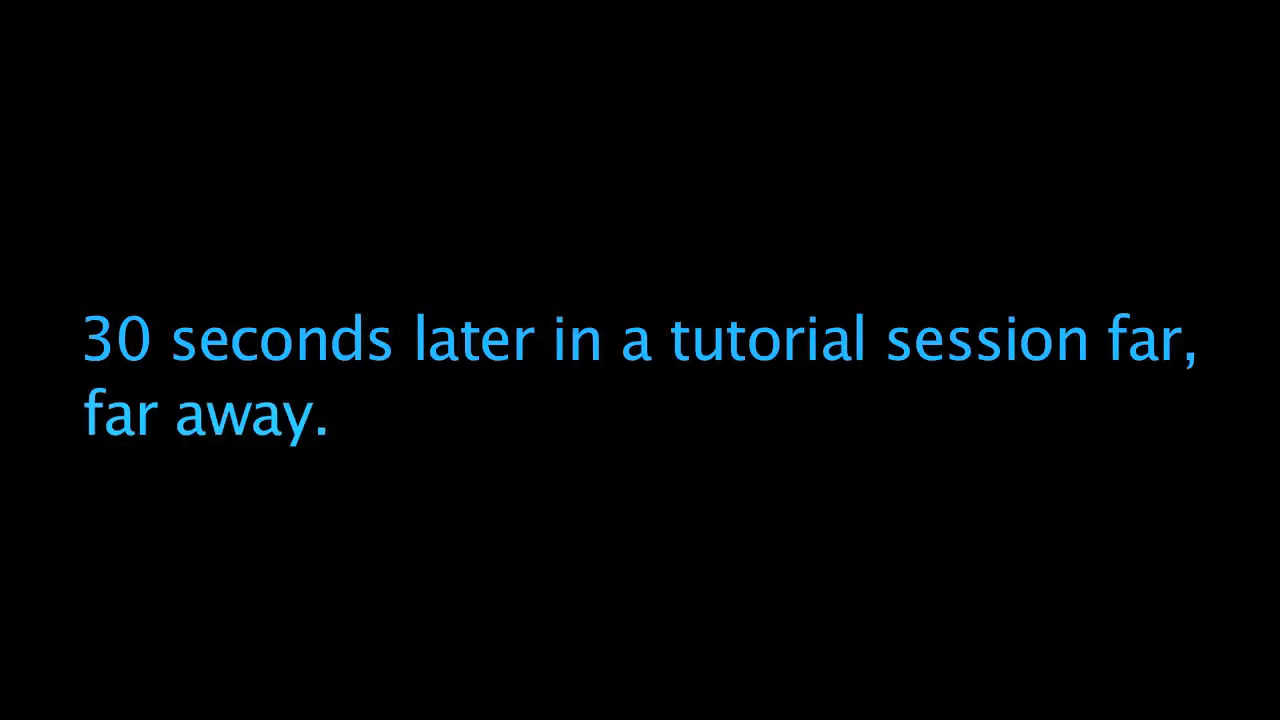 30 seconds later in a tutorial session far,
far away.